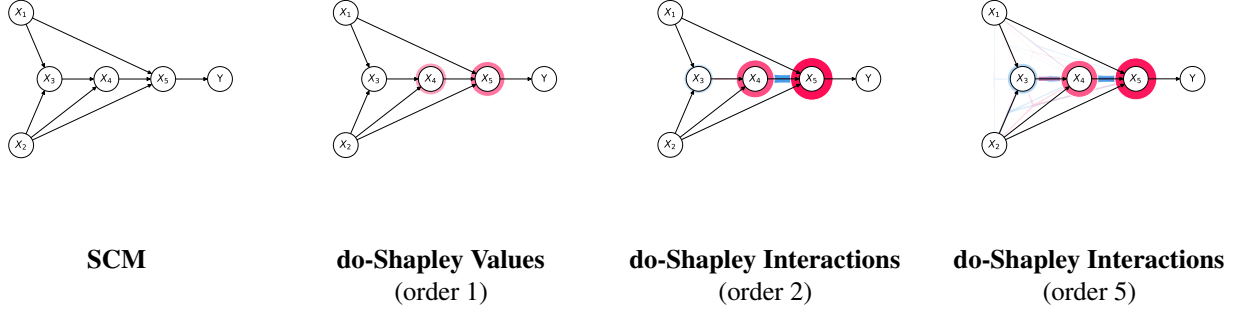 X1
X3 X4 X5 Y
X2
X1
X3 X4 X5 Y
X2
X1
X3 X4 X5 Y
X2
X1
X3 X4 X5 Y
X2
SCM
do-Shapley Values
(order 1)
do-Shapley Interactions
(order 2)
do-Shapley Interactions
(order 5)